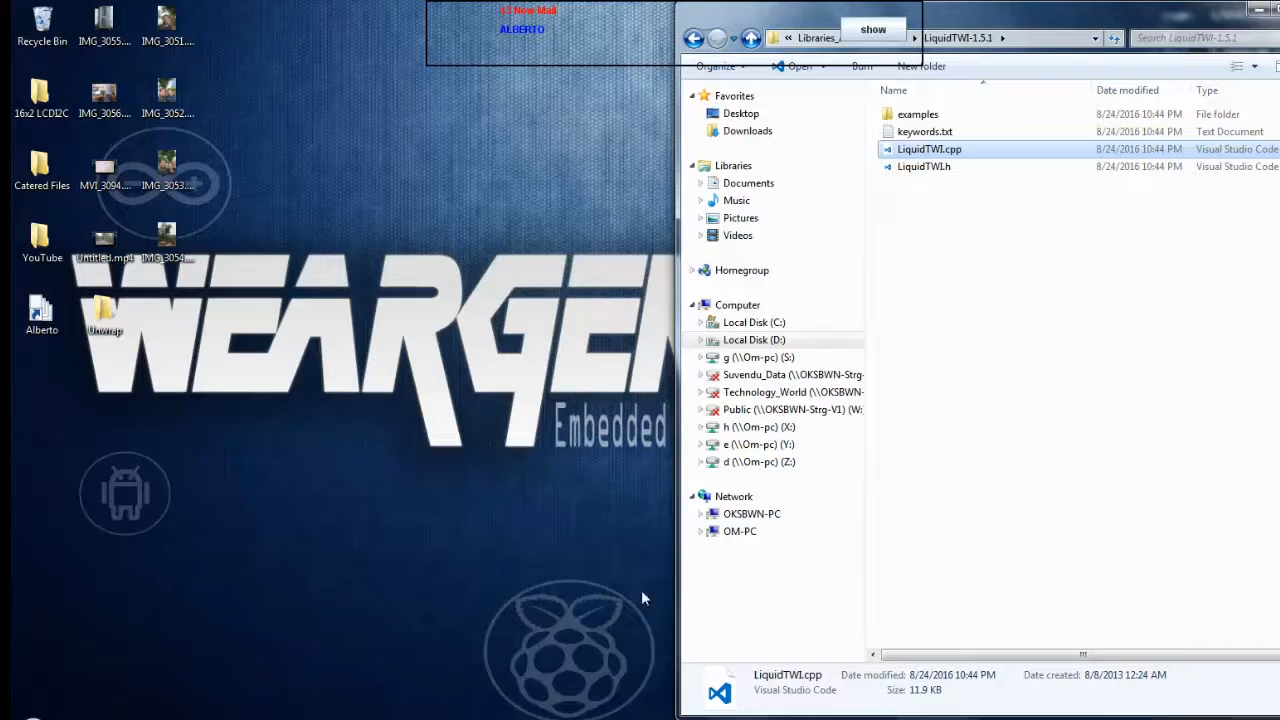 Recycle Bin
IMG_3055....
IMG_3051....
16x2 LCDI2C
IMG_3056....
IMG_3052....
Catered Files
MVI_3094....
IMG_3053....
YouTube
Untitled.mp4
IMG_3054....
Alberto
Unwrap
WEARGEN
Embedded
43 New Mail
ALBERTO
show
« Libraries_
LiquidTWI-1.5.1
Search LiquidTWI-1.5.1
Organize
Open
Burn
New folder
Name
Date modified
Type
examples
8/24/2016 10:44 PM
File folder
keywords.txt
8/24/2016 10:44 PM
Text Document
LiquidTWI.cpp
8/24/2016 10:44 PM
Visual Studio Code
LiquidTWI.h
8/24/2016 10:44 PM
Visual Studio Code
Favorites
Desktop
Downloads
Libraries
Documents
Music
Pictures
Videos
Homegroup
Computer
Local Disk (C:)
Local Disk (D:)
g (\\Om-pc) (S:)
Suvendu_Data (\\OKSBWN-Strg-
Technology_World (\\OKSBWN-
Public (\\OKSBWN-Strg-V1) (W:
h (\\Om-pc) (X:)
e (\\Om-pc) (Y:)
d (\\Om-pc) (Z:)
Network
OKSBWN-PC
OM-PC
LiquidTWI.cpp
Date modified: 8/24/2016 10:44 PM
Date created: 8/8/2013 12:24 AM
Visual Studio Code
Size: 11.9 KB